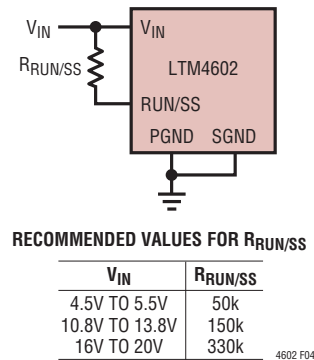 VIN
VIN
RRUN/SS
LTM4602
RUN/SS
PGND SGND
RECOMMENDED VALUES FOR RRUN/SS
VIN RRUN/SS
4.5V TO 5.5V 50k
10.8V TO 13.8V 150k
16V TO 20V 330k
4602 F04